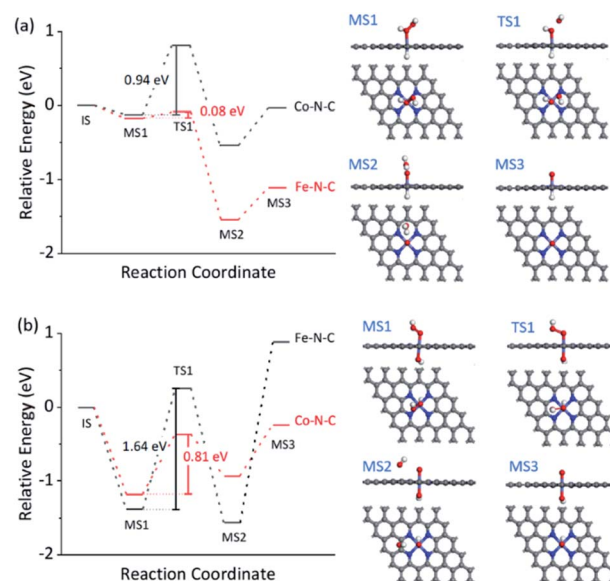 (a)
Relative Energy (eV)
1
0
-1
-2
IS
MS1
TS1
MS2
MS3
0.94 eV
0.08 eV
Co-N-C
Fe-N-C
Reaction Coordinate
MS1
TS1
MS2
MS3
(b)
Relative Energy (eV)
1
0
-1
-2
IS
MS1
TS1
MS2
MS3
1.64 eV
0.81 eV
Fe-N-C
Co-N-C
Reaction Coordinate
MS1
TS1
MS2
MS3